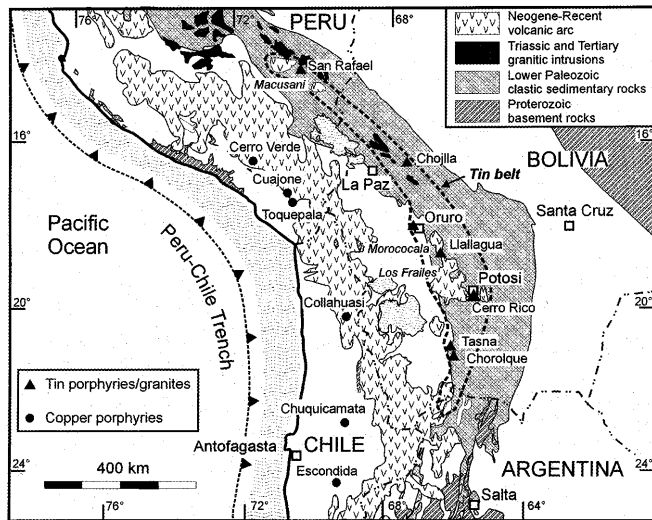 76°
72°
PERU
68°
Neogene-Recent
volcanic arc
Triassic and Tertiary
granitic intrusions
Lower Paleozoic
clastic sedimentary rocks
Proterozoic
basement rocks
San Rafael
Macusani
16°
16°
Cerro Verde
Chojlla
BOLIVIA
Cuajone
La Paz
Tin belt
Toquepala
Oruro
Santa Cruz
Pacific
Ocean
Peru-Chile Trench
Morococala
Llallagua
Los Frailes
Potosi
Cerro Rico
20°
20°
Collahuasi
Tasna
Chorolque
Tin porphyries/granites
Copper porphyries
Chuquicamata
Antofagasta
CHILE
24°
400 km
Escondida
ARGENTINA
Salta
76°
72°
68°
64°